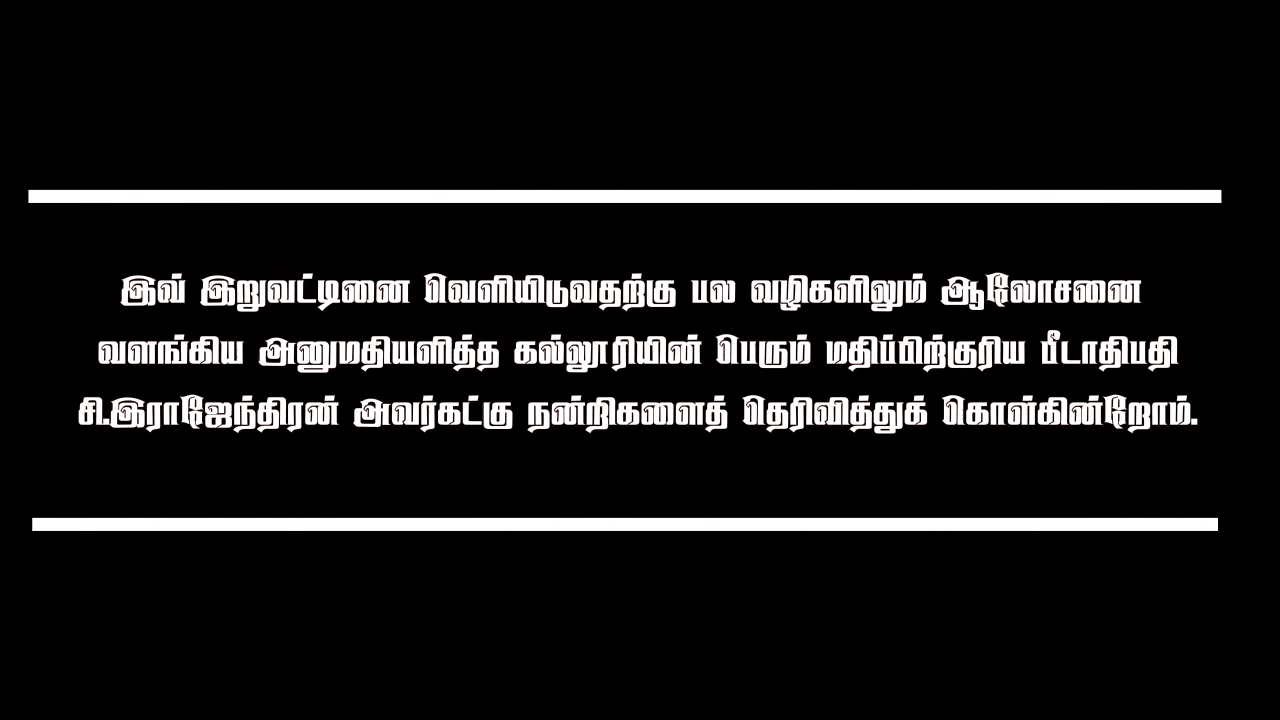 இவ் இறுவட்டினை வெளியிடுவதற்கு பல வழிகளிலும் ஆலோசனை
வளங்கிய அனுமதியளித்த கல்லூரியின் பெரும் மதிப்பிற்குரிய பீடாதிபதி
சி.இராஜேந்திரன் அவர்கட்கு நன்றிகளைத் தெரிவித்துக் கொள்கின்றோம்.